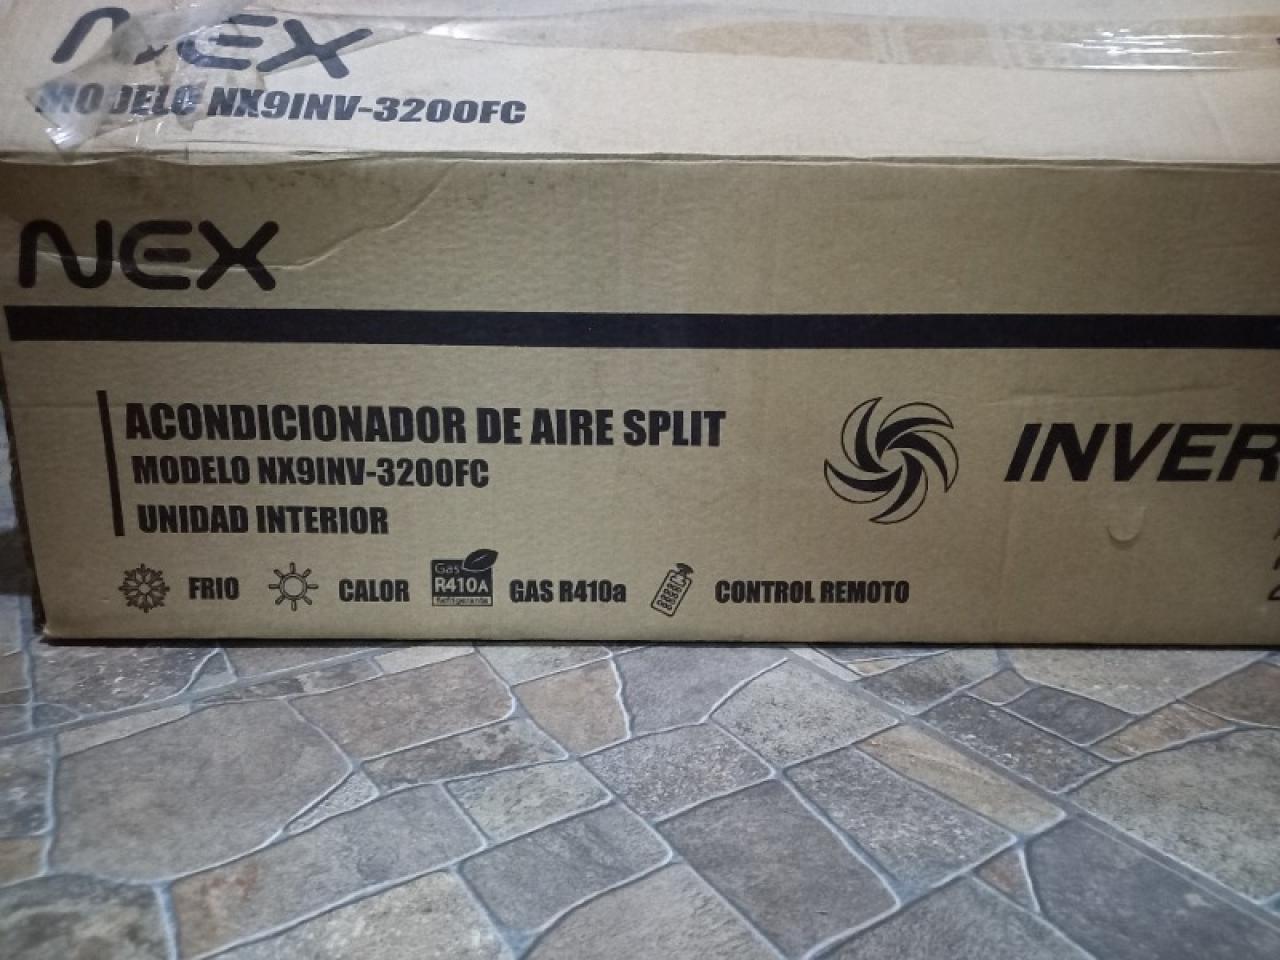 NEX
MODELO NX9INV-3200FC
NEX
ACONDICIONADOR DE AIRE SPLIT
MODELO NX9INV-3200FC
UNIDAD INTERIOR
INVER
FRIO
CALOR
Gas
R410A
Refrigerante
GAS R410a
CONTROL REMOTO